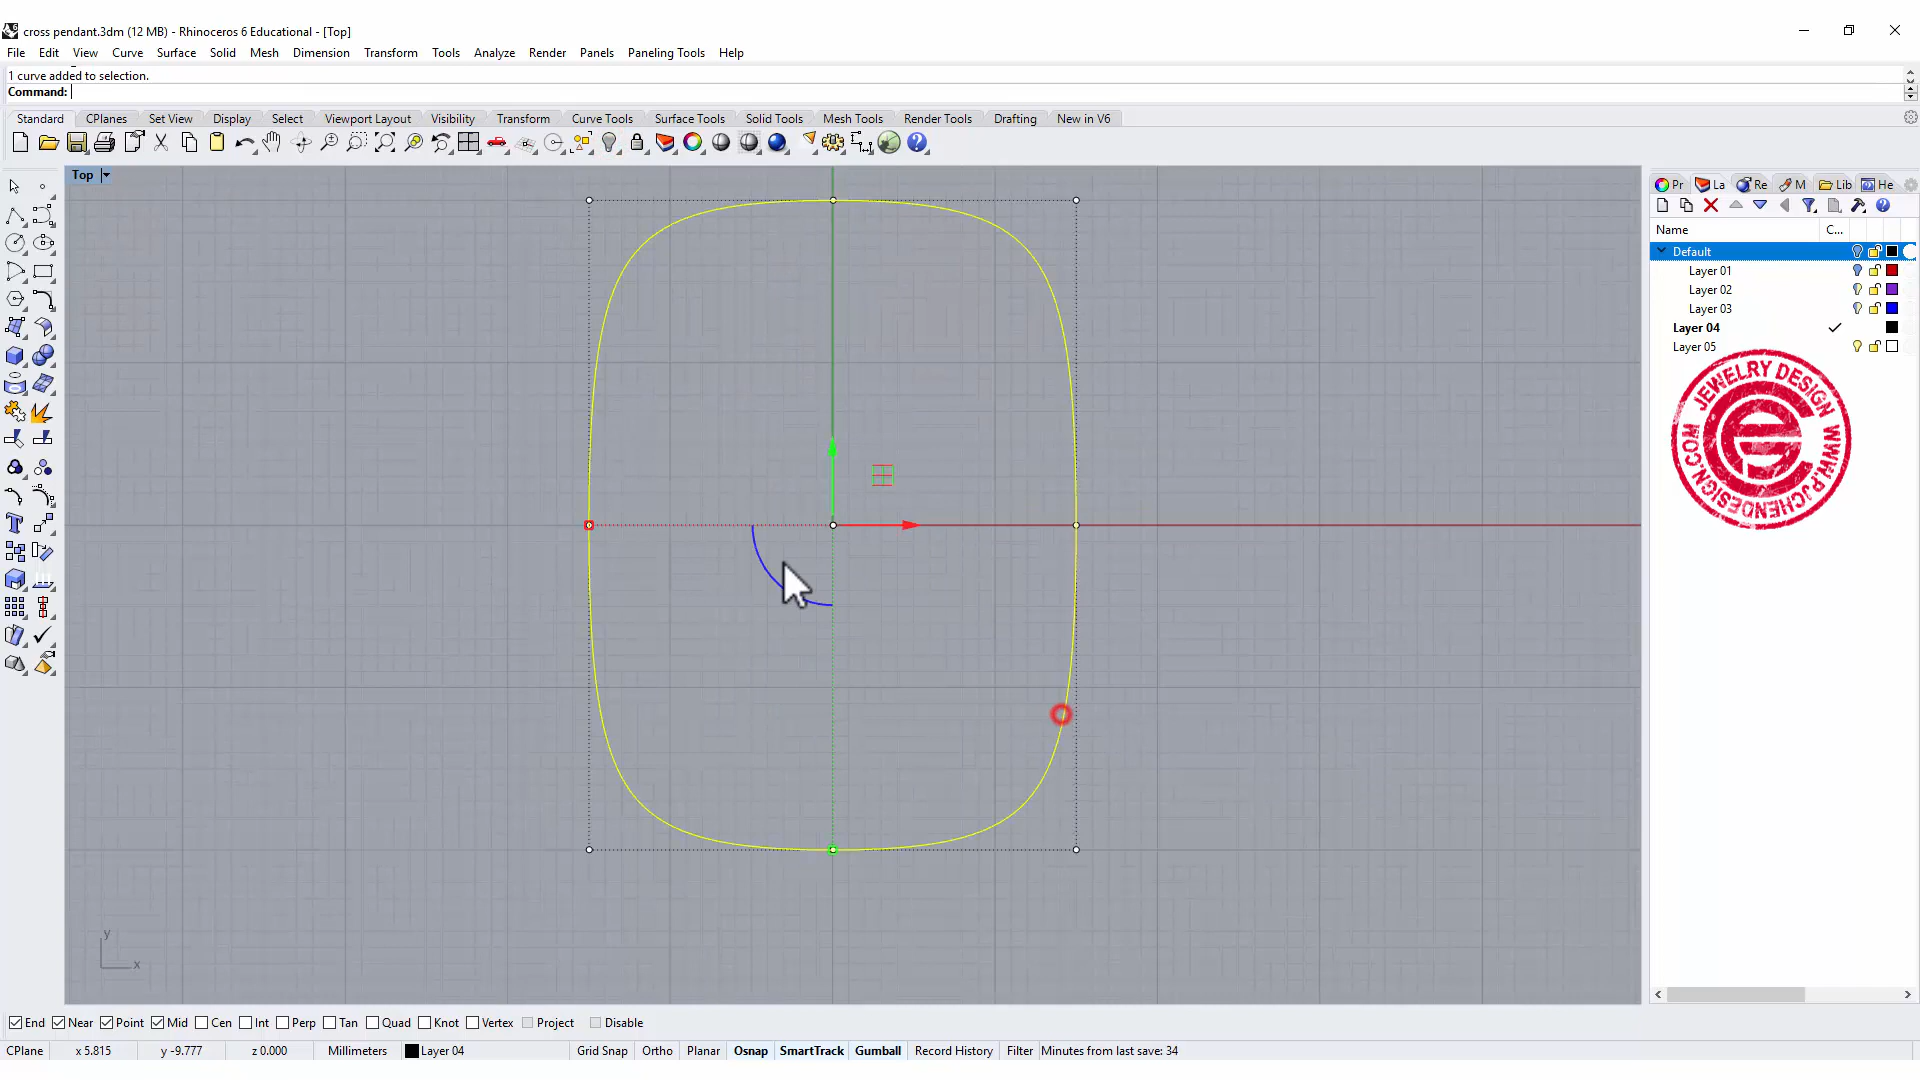 cross pendant.3dm (12 MB) - Rhinoceros 6 Educational - [Top]
File Edit View Curve Surface Solid Mesh Dimension Transform Tools Analyze Render Panels Paneling Tools Help
1 curve added to selection.
Command:
Standard CPlanes Set View Display Select Viewport Layout Visibility Transform Curve Tools Surface Tools Solid Tools Mesh Tools Render Tools Drafting New in V6
Top
Pr La Re M Lib He
Name C...
Default
Layer 01
Layer 02
Layer 03
Layer 04
Layer 05
JEWELRY DESIGN WWW.PJCHENDESIGN.COM
y
x
End Near Point Mid Cen Int Perp Tan Quad Knot Vertex Project Disable
CPlane x 5.815 y -9.777 z 0.000 Millimeters Layer 04 Grid Snap Ortho Planar Osnap SmartTrack Gumball Record History Filter Minutes from last save: 34